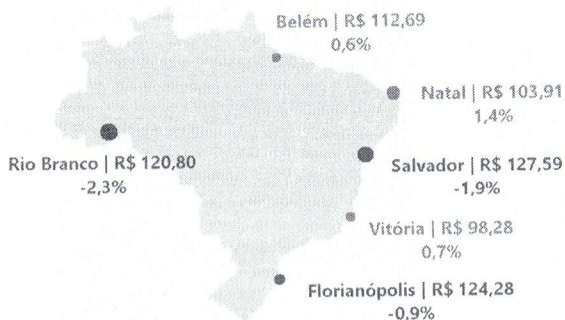 Belém | R$ 112,69
0,6%
Natal | R$ 103,91
1,4%
Rio Branco | R$ 120,80
-2,3%
Salvador | R$ 127,59
-1,9%
Vitória | R$ 98,28
0,7%
Florianópolis | R$ 124,28
-0,9%